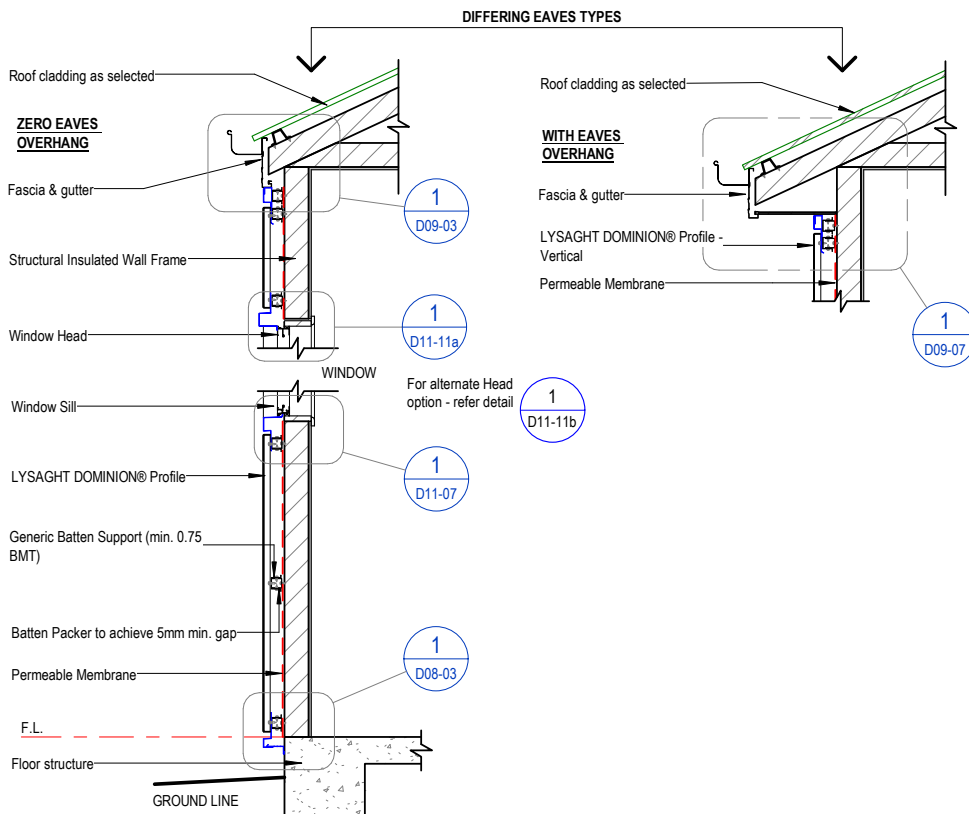 DIFFERING EAVES TYPES
Roof cladding as selected
ZERO EAVES
OVERHANG
Fascia & gutter
1
D09-03
Structural Insulated Wall Frame
Window Head
1
D11-11a
WINDOW
Roof cladding as selected
WITH EAVES
OVERHANG
Fascia & gutter
LYSAGHT DOMINION® Profile -
Vertical
Permeable Membrane
1
D09-07
For alternate Head
option - refer detail
1
D11-11b
Window Sill
1
D11-07
LYSAGHT DOMINION® Profile
Generic Batten Support (min. 0.75
BMT)
Batten Packer to achieve 5mm min. gap
1
D08-03
Permeable Membrane
F.L.
Floor structure
GROUND LINE